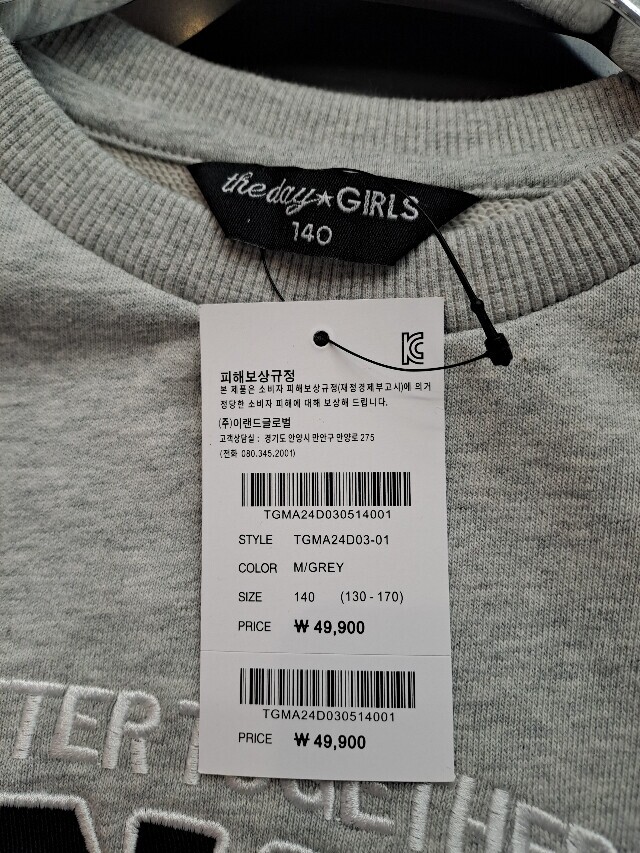 the day★GIRLS
140
피해보상규정
본 제품은 소비자 피해보상규정(재정경제부고시)에 의거
정당한 소비자 피해에 대해 보상해 드립니다.
(주)이랜드글로벌
고객상담실 : 경기도 안양시 만안구 만양로 275
(전화 080.345.2001)
TGMA24D030514001
STYLE TGMA24D03-01
COLOR M/GREY
SIZE 140 (130 - 170)
PRICE ₩ 49,900
TGMA24D030514001
PRICE ₩ 49,900
TOGETHER